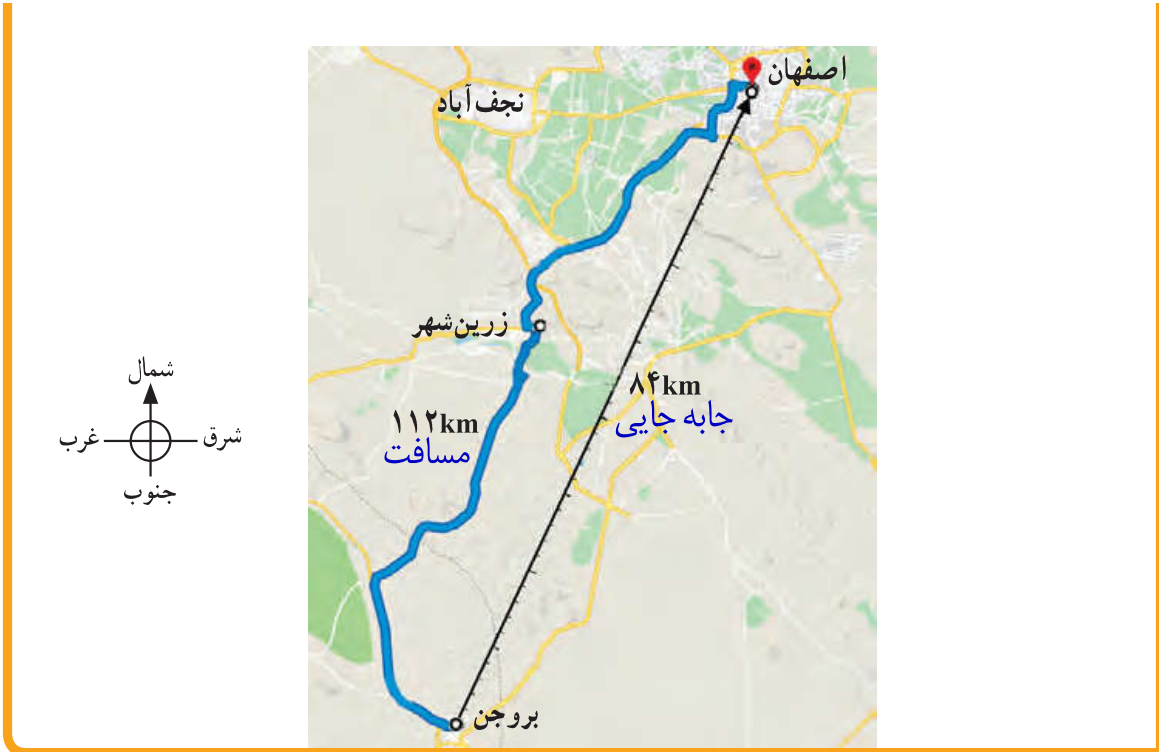 اصفهان
نجف‌آباد
زرین‌شهر
۸۴km
جابه جایی
۱۱۲km
مسافت
شمال
شرق
غرب
جنوب
بروجن